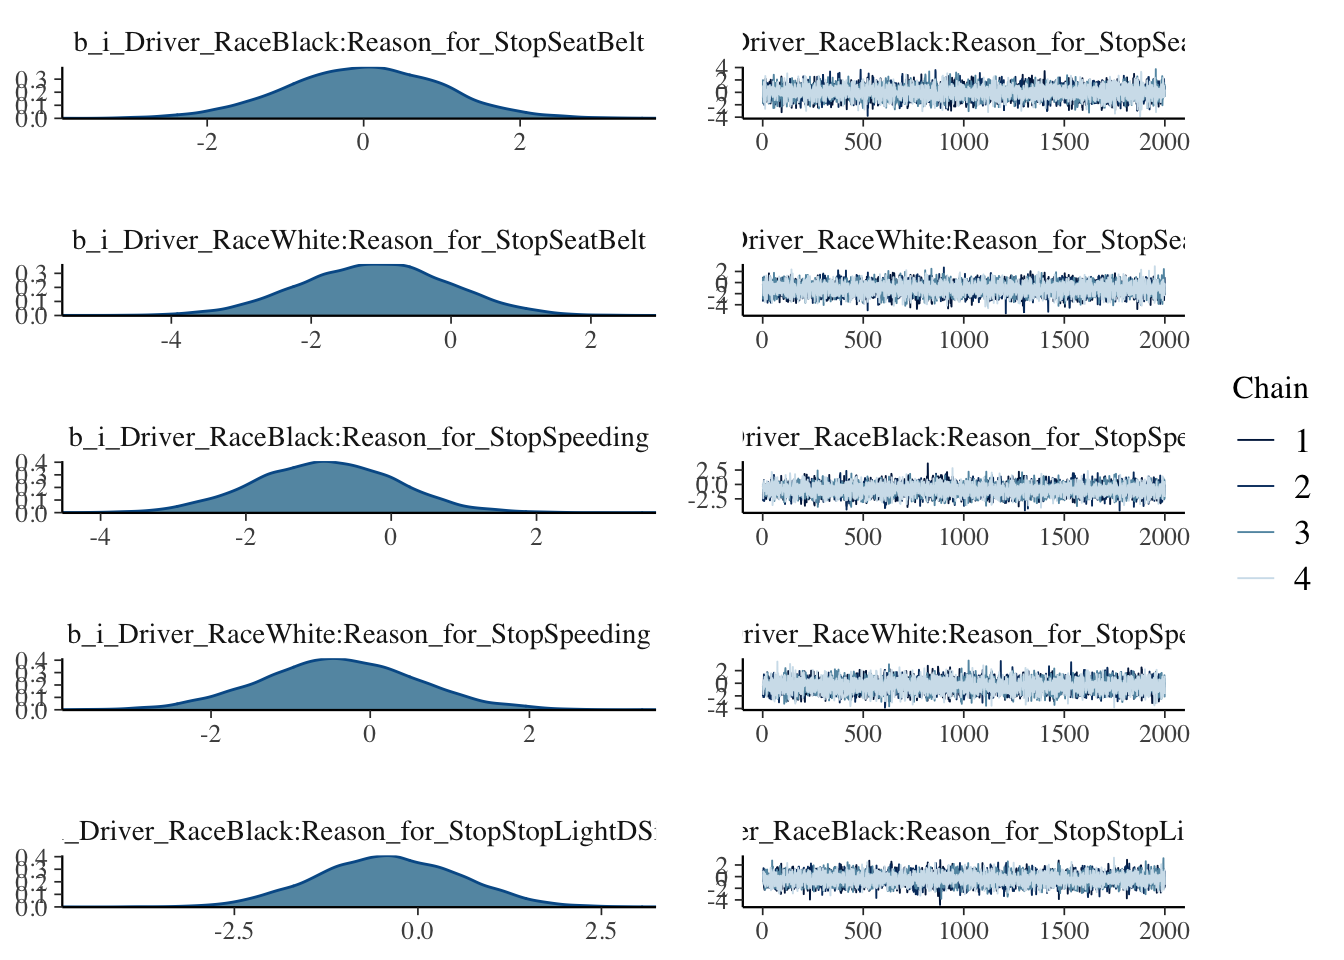 b_i_Driver_RaceBlack:Reason_for_StopSeatBelt
Driver_RaceBlack:Reason_for_StopSea
0.3
0.2
0.1
0.0
-2 0 2
4
2
0
-2
-4
0 500 1000 1500 2000
b_i_Driver_RaceWhite:Reason_for_StopSeatBelt
Driver_RaceWhite:Reason_for_StopSea
0.3
0.2
0.1
0.0
-4 -2 0 2
2
0
-2
-4
0 500 1000 1500 2000
b_i_Driver_RaceBlack:Reason_for_StopSpeeding
river_RaceBlack:Reason_for_StopSpe
0.4
0.3
0.2
0.1
0.0
-4 -2 0 2
2.5
0.0
-2.5
0 500 1000 1500 2000
b_i_Driver_RaceWhite:Reason_for_StopSpeeding
river_RaceWhite:Reason_for_StopSpe
0.4
0.3
0.2
0.1
0.0
-2 0 2
2
0
-2
-4
0 500 1000 1500 2000
_Driver_RaceBlack:Reason_for_StopStopLightDS
er_RaceBlack:Reason_for_StopStopLi
0.4
0.3
0.2
0.1
0.0
-2.5 0.0 2.5
2
0
-2
-4
0 500 1000 1500 2000
Chain
1
2
3
4